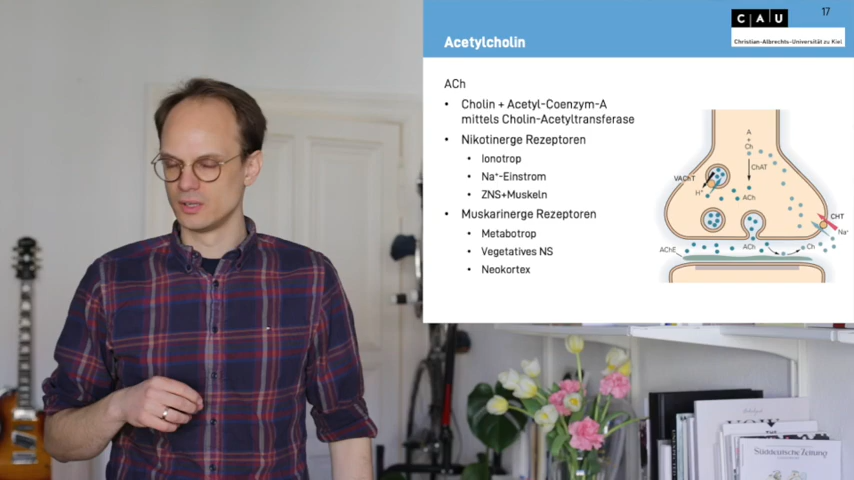 17
CAU
Christian-Albrechts-Universität zu Kiel
Acetylcholin
ACh
• Cholin + Acetyl-Coenzym-A
mittels Cholin-Acetyltransferase
• Nikotinerge Rezeptoren
• Ionotrop
• Na⁺-Einstrom
• ZNS+Muskeln
• Muskarinerge Rezeptoren
• Metabotrop
• Vegetatives NS
• Neokortex
A
+
Ch
ChAT
VAChT
H⁺
ACh
CHT
Na⁺
AChE
ACh
Ch
Süddeutsche Zeitung